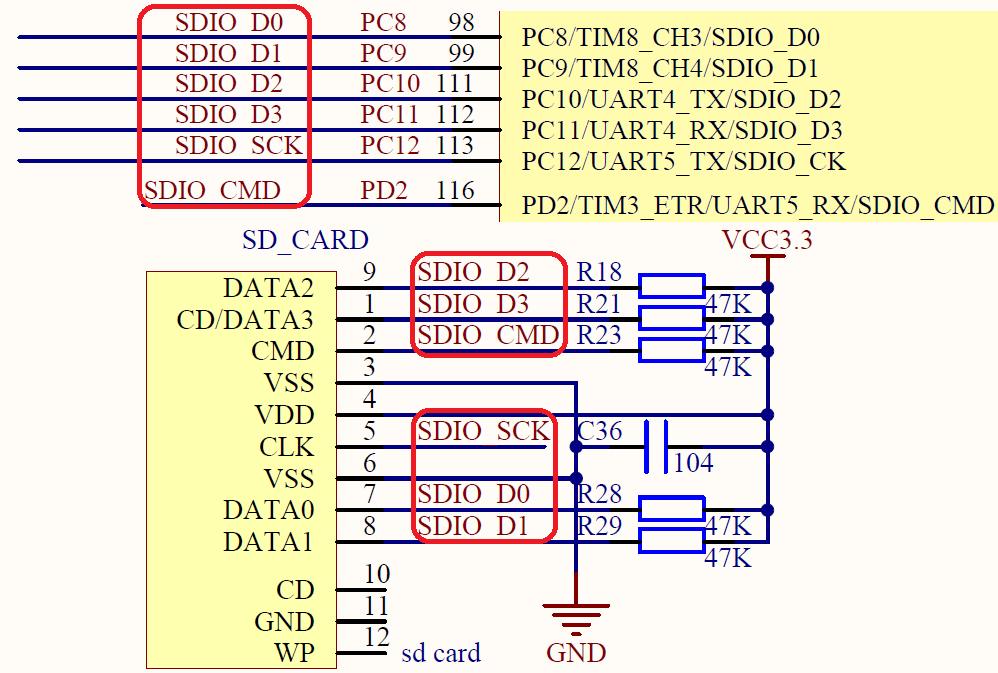 SDIO_D0 PC8 98 PC8/TIM8_CH3/SDIO_D0
SDIO_D1 PC9 99 PC9/TIM8_CH4/SDIO_D1
SDIO_D2 PC10 111 PC10/UART4_TX/SDIO_D2
SDIO_D3 PC11 112 PC11/UART4_RX/SDIO_D3
SDIO_SCK PC12 113 PC12/UART5_TX/SDIO_CK
SDIO_CMD PD2 116 PD2/TIM3_ETR/UART5_RX/SDIO_CMD
SD_CARD VCC3.3
DATA2 9 SDIO_D2 R18 47K
CD/DATA3 1 SDIO_D3 R21 47K
CMD 2 SDIO_CMD R23 47K
VSS 3
VDD 4
CLK 5 SDIO_SCK C36 104
VSS 6
DATA0 7 SDIO_D0 R28 47K
DATA1 8 SDIO_D1 R29 47K
CD 10
GND 11
WP 12 sd card GND